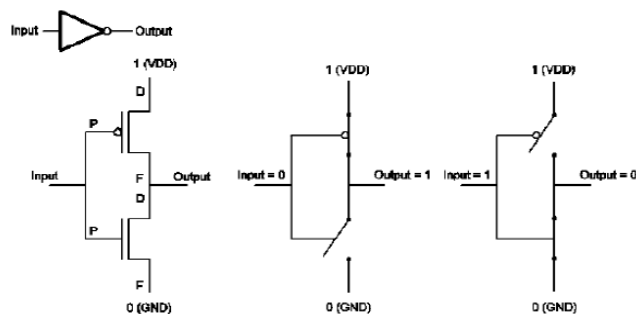 Input Output
1 (VDD)
D
P
Input F Output
D
P
F
0 (GND)
1 (VDD)
Input = 0 Output = 1
0 (GND)
1 (VDD)
Input = 1 Output = 0
0 (GND)